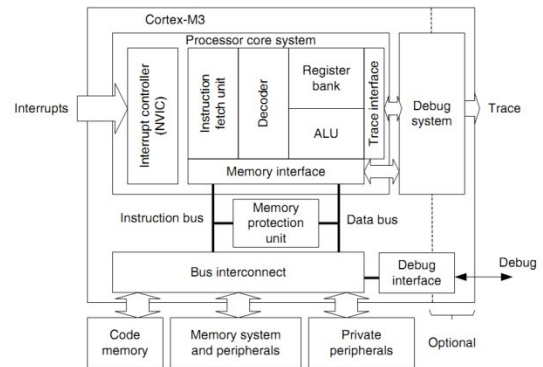 Cortex-M3
Processor core system
Interrupts
Interrupt controller
(NVIC)
Instruction
fetch unit
Decoder
Register
bank
ALU
Trace interface
Debug
system
Trace
Memory interface
Instruction bus
Memory
protection
unit
Data bus
Bus interconnect
Debug
interface
Debug
Code
memory
Memory system
and peripherals
Private
peripherals
Optional